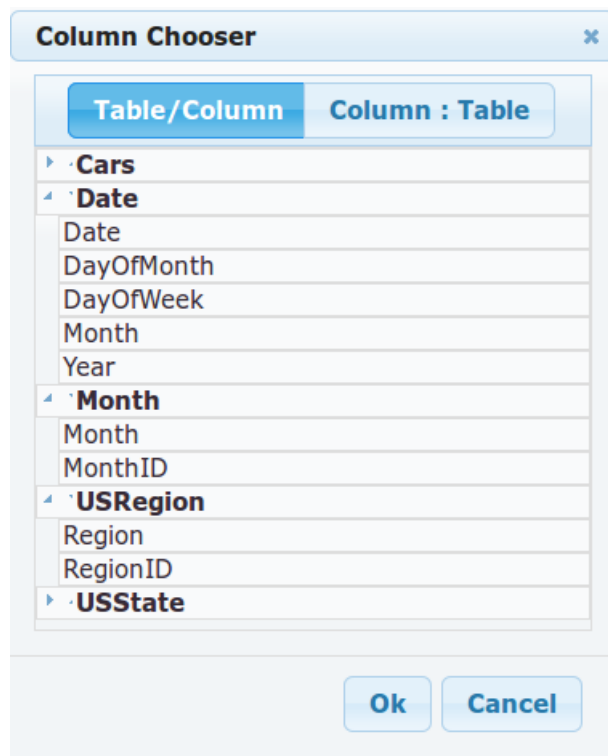 Column Chooser
Table/Column Column : Table
Cars
Date
Date
DayOfMonth
DayOfWeek
Month
Year
Month
Month
MonthID
USRegion
Region
RegionID
USState
Ok Cancel